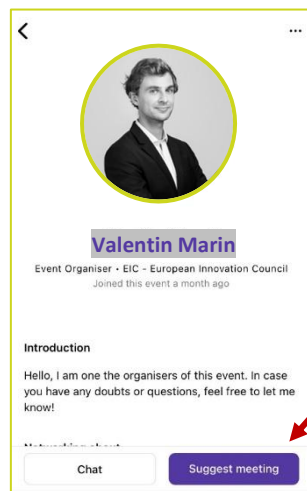 Valentin Marin
Event Organiser • EIC - European Innovation Council
Joined this event a month ago
Introduction
Hello, I am one the organisers of this event. In case
you have any doubts or questions, feel free to let me
know!
Chat
Suggest meeting